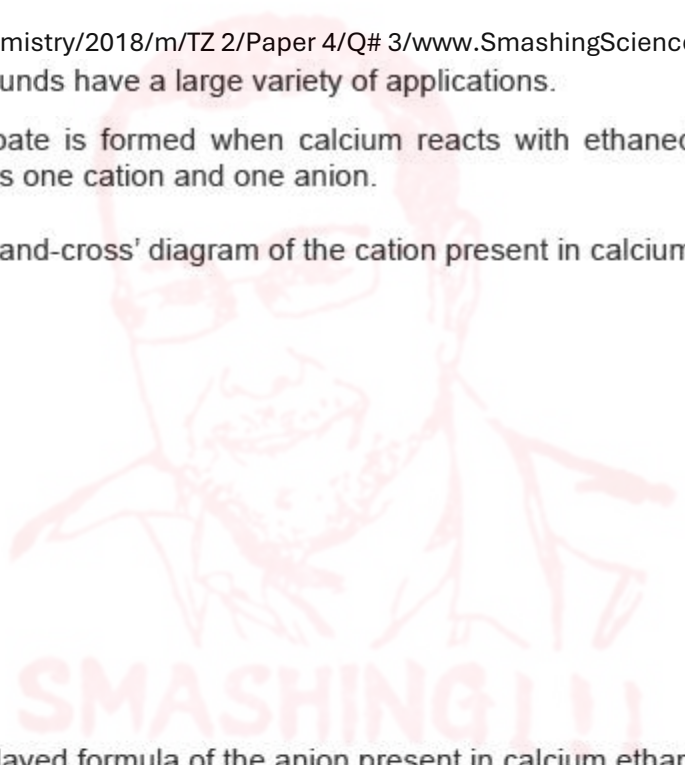 mistry/2018/m/TZ 2/Paper 4/Q# 3/www.SmashingScience
unds have a large variety of applications.
oate is formed when calcium reacts with ethaned
s one cation and one anion.
and-cross' diagram of the cation present in calcium
SMASHING!!!
layed formula of the anion present in calcium ethan